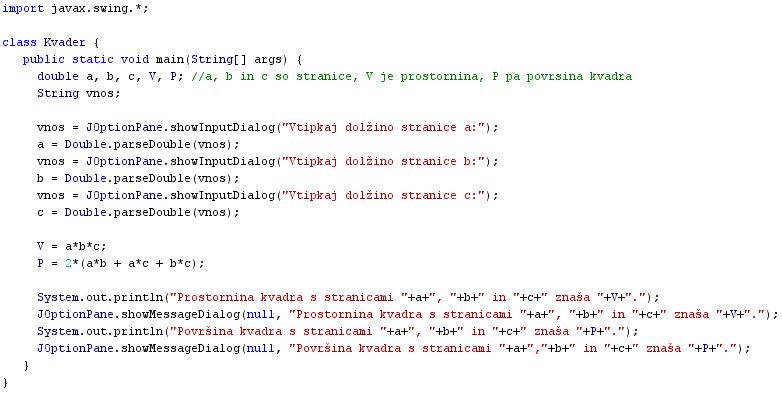 import javax.swing.*;

class Kvader {
   public static void main(String[] args) {
     double a, b, c, V, P; //a, b in c so stranice, V je prostornina, P pa povrsina kvadra
     String vnos;

     vnos = JOptionPane.showInputDialog("Vtipkaj dolžino stranice a:");
     a = Double.parseDouble(vnos);
     vnos = JOptionPane.showInputDialog("Vtipkaj dolžino stranice b:");
     b = Double.parseDouble(vnos);
     vnos = JOptionPane.showInputDialog("Vtipkaj dolžino stranice c:");
     c = Double.parseDouble(vnos);

     V = a*b*c;
     P = 2*(a*b + a*c + b*c);

     System.out.println("Prostornina kvadra s stranicami "+a+", "+b+" in "+c+" znaša "+V+".");
     JOptionPane.showMessageDialog(null, "Prostornina kvadra s stranicami "+a+", "+b+" in "+c+" znaša "+V+".");
     System.out.println("Površina kvadra s stranicami "+a+", "+b+" in "+c+" znaša "+P+".");
     JOptionPane.showMessageDialog(null, "Površina kvadra s stranicami "+a+","+b+" in "+c+" znaša "+P+".");
   }
}